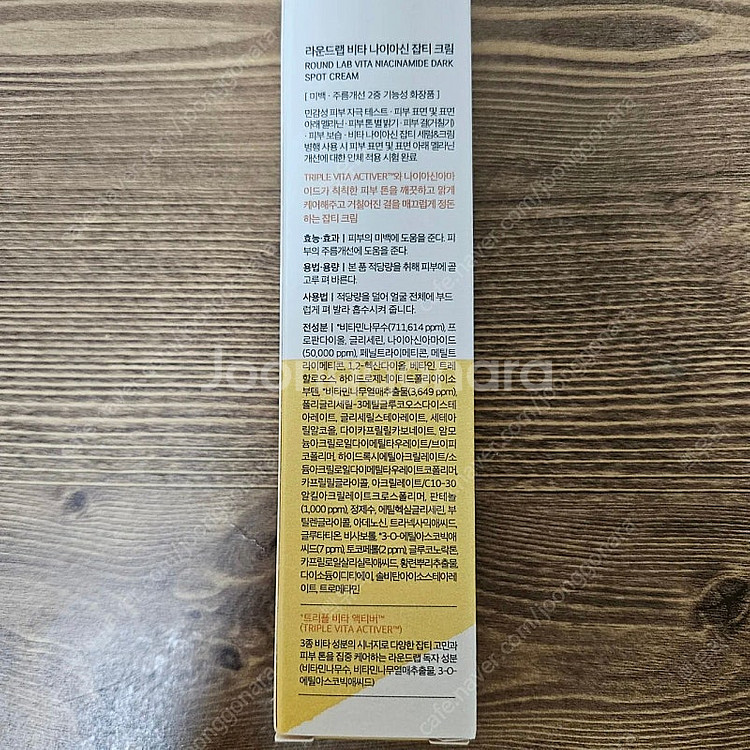 라운드랩 비타 나이아신 잡티 크림
ROUND LAB VITA NIACINAMIDE DARK
SPOT CREAM
[ 미백 · 주름개선 2중 기능성 화장품 ]
민감성 피부 자극 테스트 · 피부 표면 및 표면
아래 멜라닌 · 피부 톤 별 밝기 · 피부 결(거칠기)
· 피부 보습 · 비타 나이아신 잡티 세럼&크림
병행 사용 시 피부 표면 및 표면 아래 멜라닌
개선에 대한 인체 적용 시험 완료
TRIPLE VITA ACTIVER™와 나이아신아마
이드가 칙칙한 피부 톤을 깨끗하고 맑게
케어해주고 거칠어진 결을 매끄럽게 정돈
하는 잡티 크림
효능·효과 | 피부의 미백에 도움을 준다. 피
부의 주름개선에 도움을 준다.
용법·용량 | 본 품 적당량을 취해 피부에 골
고루 펴 바른다.
사용법 | 적당량을 덜어 얼굴 전체에 부드
럽게 펴 발라 흡수시켜 줍니다.
전성분 | *비타민나무수(711,614 ppm), 프
로판다이올, 글리세린, 나이아신아마이드
(50,000 ppm), 페닐트라이메티콘, 메틸트
라이메티콘, 1,2-헥산다이올, 베타인, 트레
할로오스, 하이드로제네이티드폴리아이소
부텐, *비타민나무열매추출물(3,649 ppm),
폴리글리세릴-3메틸글루코오스다이스테
아레이트, 글리세릴스테아레이트, 세테아
릴알코올, 다이카프릴릴카보네이트, 암모
늄아크릴로일다이메틸타우레이트/브이피
코폴리머, 하이드록시에틸아크릴레이트/소
듐아크릴로일다이메틸타우레이트코폴리머,
카프릴릴글라이콜, 아크릴레이트/C10-30
알킬아크릴레이트크로스폴리머, 판테놀
(1,000 ppm), 정제수, 에틸헥실글리세린, 부
틸렌글라이콜, 아데노신, 트라넥사믹애씨드,
글루타티온, 비사보롤, *3-O-에틸아스코빅애
씨드(7 ppm), 토코페롤(2 ppm), 글루코노락톤,
카프릴로일살리실릭애씨드, 황련뿌리추출물,
다이소듐이디티에이, 솔비탄아이소스테아레
이트, 트로메타민
*트리플 비타 액티버™
(TRIPLE VITA ACTIVER™)
3종 비타 성분의 시너지로 다양한 잡티 고민과
피부 톤을 집중 케어하는 라운드랩 독자 성분
(비타민나무수, 비타민나무열매추출물, 3-O-
에틸아스코빅애씨드)
Joonggonara
cafe.naver.com/joonggonara